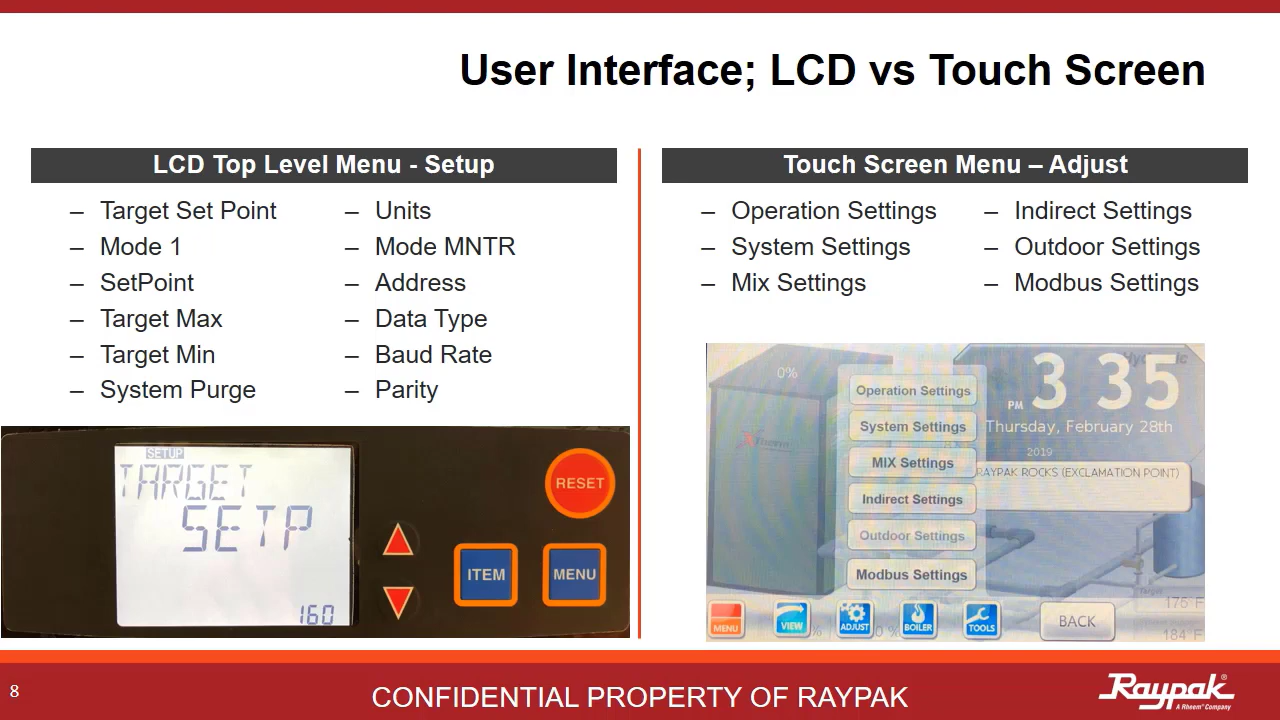 User Interface; LCD vs Touch Screen
LCD Top Level Menu - Setup
– Target Set Point
– Mode 1
– SetPoint
– Target Max
– Target Min
– System Purge
– Units
– Mode MNTR
– Address
– Data Type
– Baud Rate
– Parity
SETUP
TARGET
SETP
160
RESET
ITEM
MENU
Touch Screen Menu – Adjust
– Operation Settings
– System Settings
– Mix Settings
– Indirect Settings
– Outdoor Settings
– Modbus Settings
0%
Operation Settings
System Settings
MIX Settings
Indirect Settings
Outdoor Settings
Modbus Settings
PM 3 35
Thursday, February 28th
2019
RAYPAK ROCKS (EXCLAMATION POINT)
Target
176°F
184°F
MENU
VIEW
ADJUST
BOILER
TOOLS
BACK
8
CONFIDENTIAL PROPERTY OF RAYPAK
Raypak®
A Rheem® Company